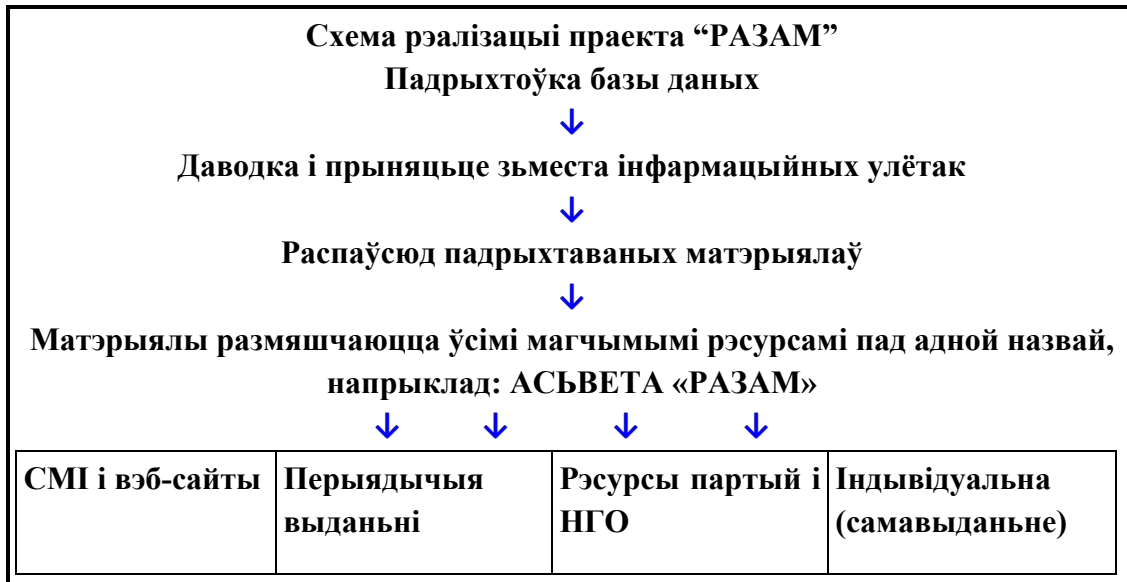 Схема рэалізацыі праекта “РАЗАМ”
Падрыхтоўка базы даных
↓
Даводка і прыняцьце зьместа інфармацыйных улётак
↓
Распаўсюд падрыхтаваных матэрыялаў
↓
Матэрыялы размяшчаюцца ўсімі магчымымі рэсурсамі пад адной назвай,
напрыклад: АСЬВЕТА «РАЗАМ»
↓ ↓ ↓ ↓
СМІ і вэб-сайты
Перыядычыя
выданьні
Рэсурсы партый і
НГО
Індывідуальна
(самавыданьне)